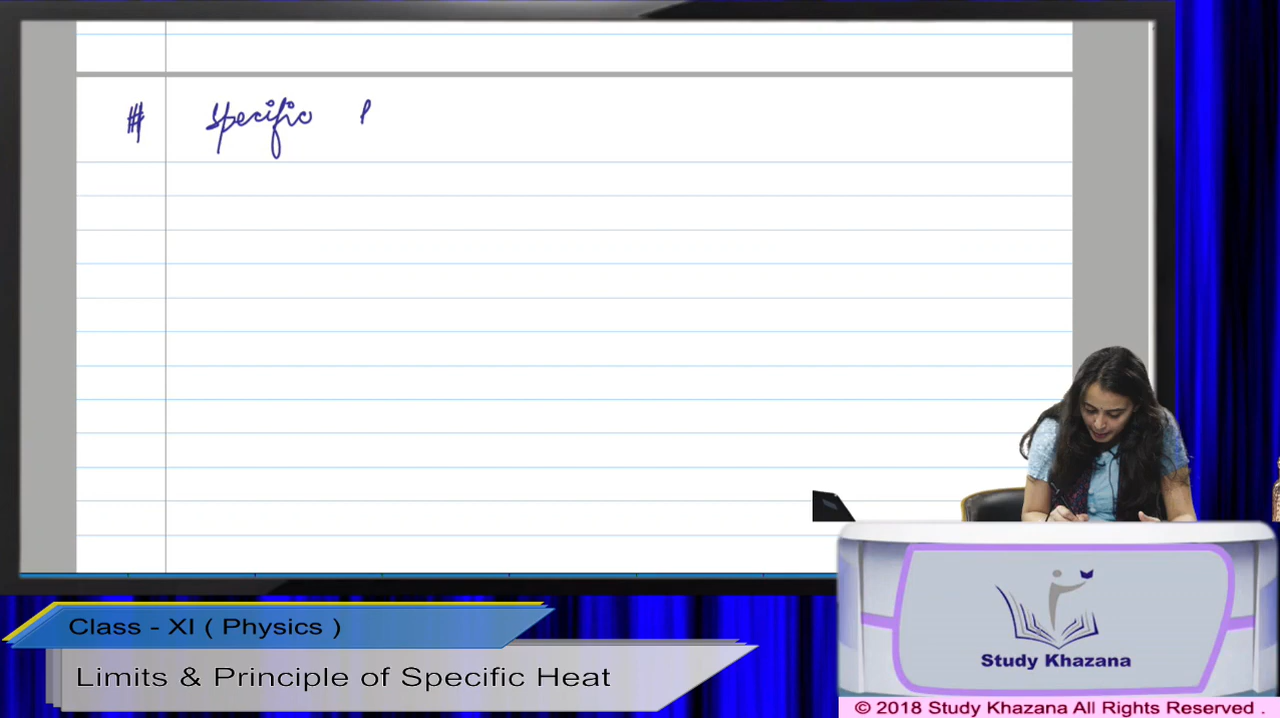 # Specific
Class - XI ( Physics )
Limits & Principle of Specific Heat
Study Khazana
© 2018 Study Khazana All Rights Reserved .